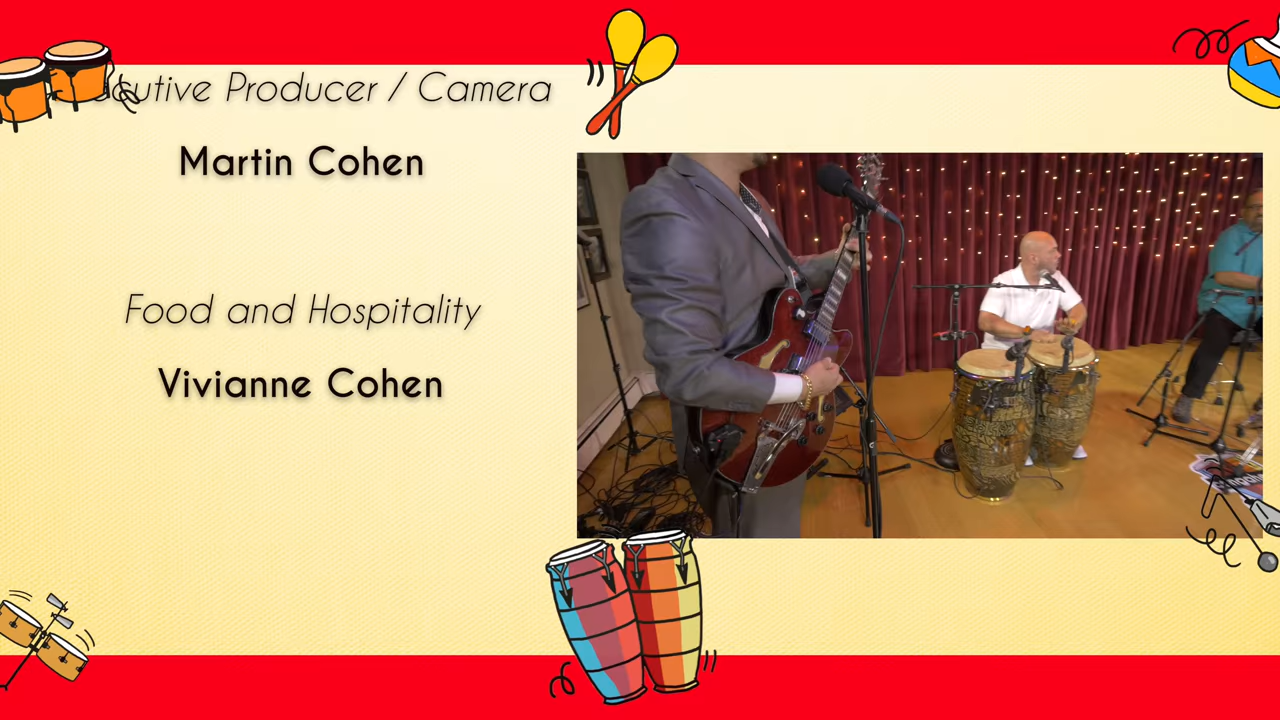 Producer / Camera
Martin Cohen
Food and Hospitality
Vivianne Cohen